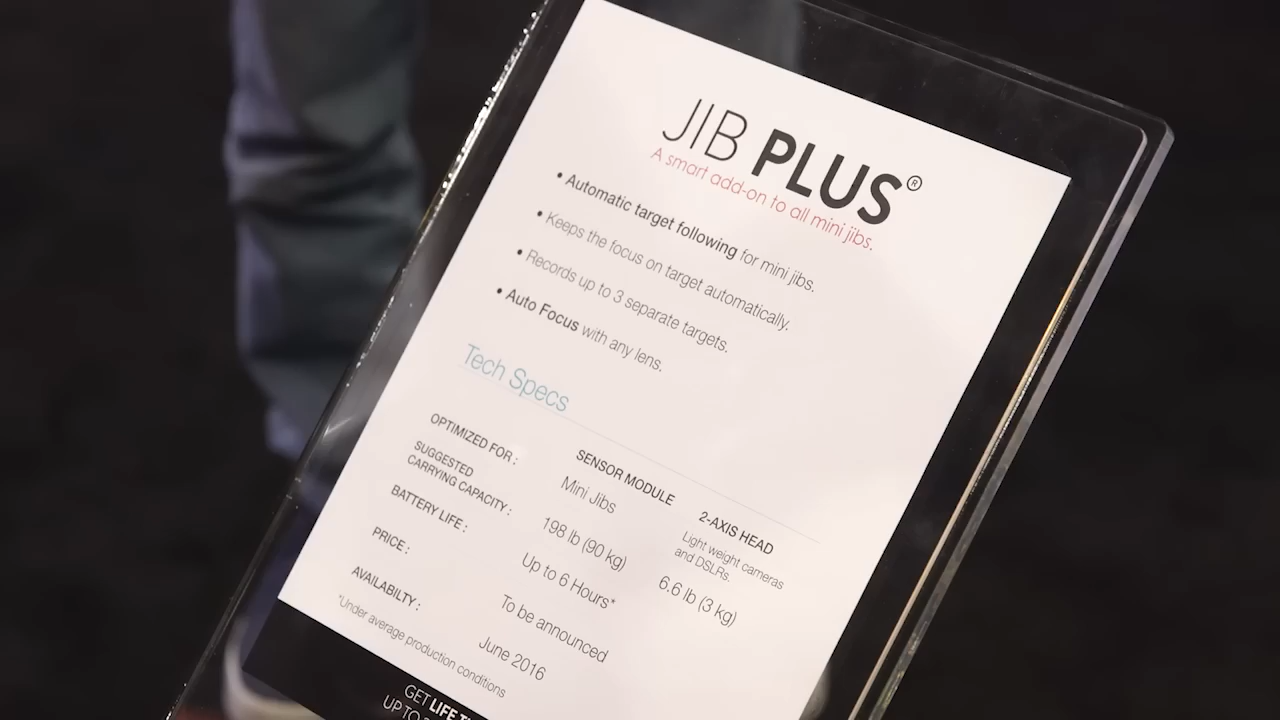 JIB PLUS®
A smart add-on to all mini jibs.
• Automatic target following for mini jibs.
• Keeps the focus on target automatically.
• Records up to 3 separate targets.
• Auto Focus with any lens.
Tech Specs
SENSOR MODULE 2-AXIS HEAD
OPTIMIZED FOR : Mini Jibs Light weight cameras
and DSLRs.
SUGGESTED
CARRYING CAPACITY : 198 lb (90 kg) 6.6 lb (3 kg)
BATTERY LIFE : Up to 6 Hours*
PRICE : To be announced
AVAILABILTY : June 2016
*Under average production conditions
GET LIFE
UP TO